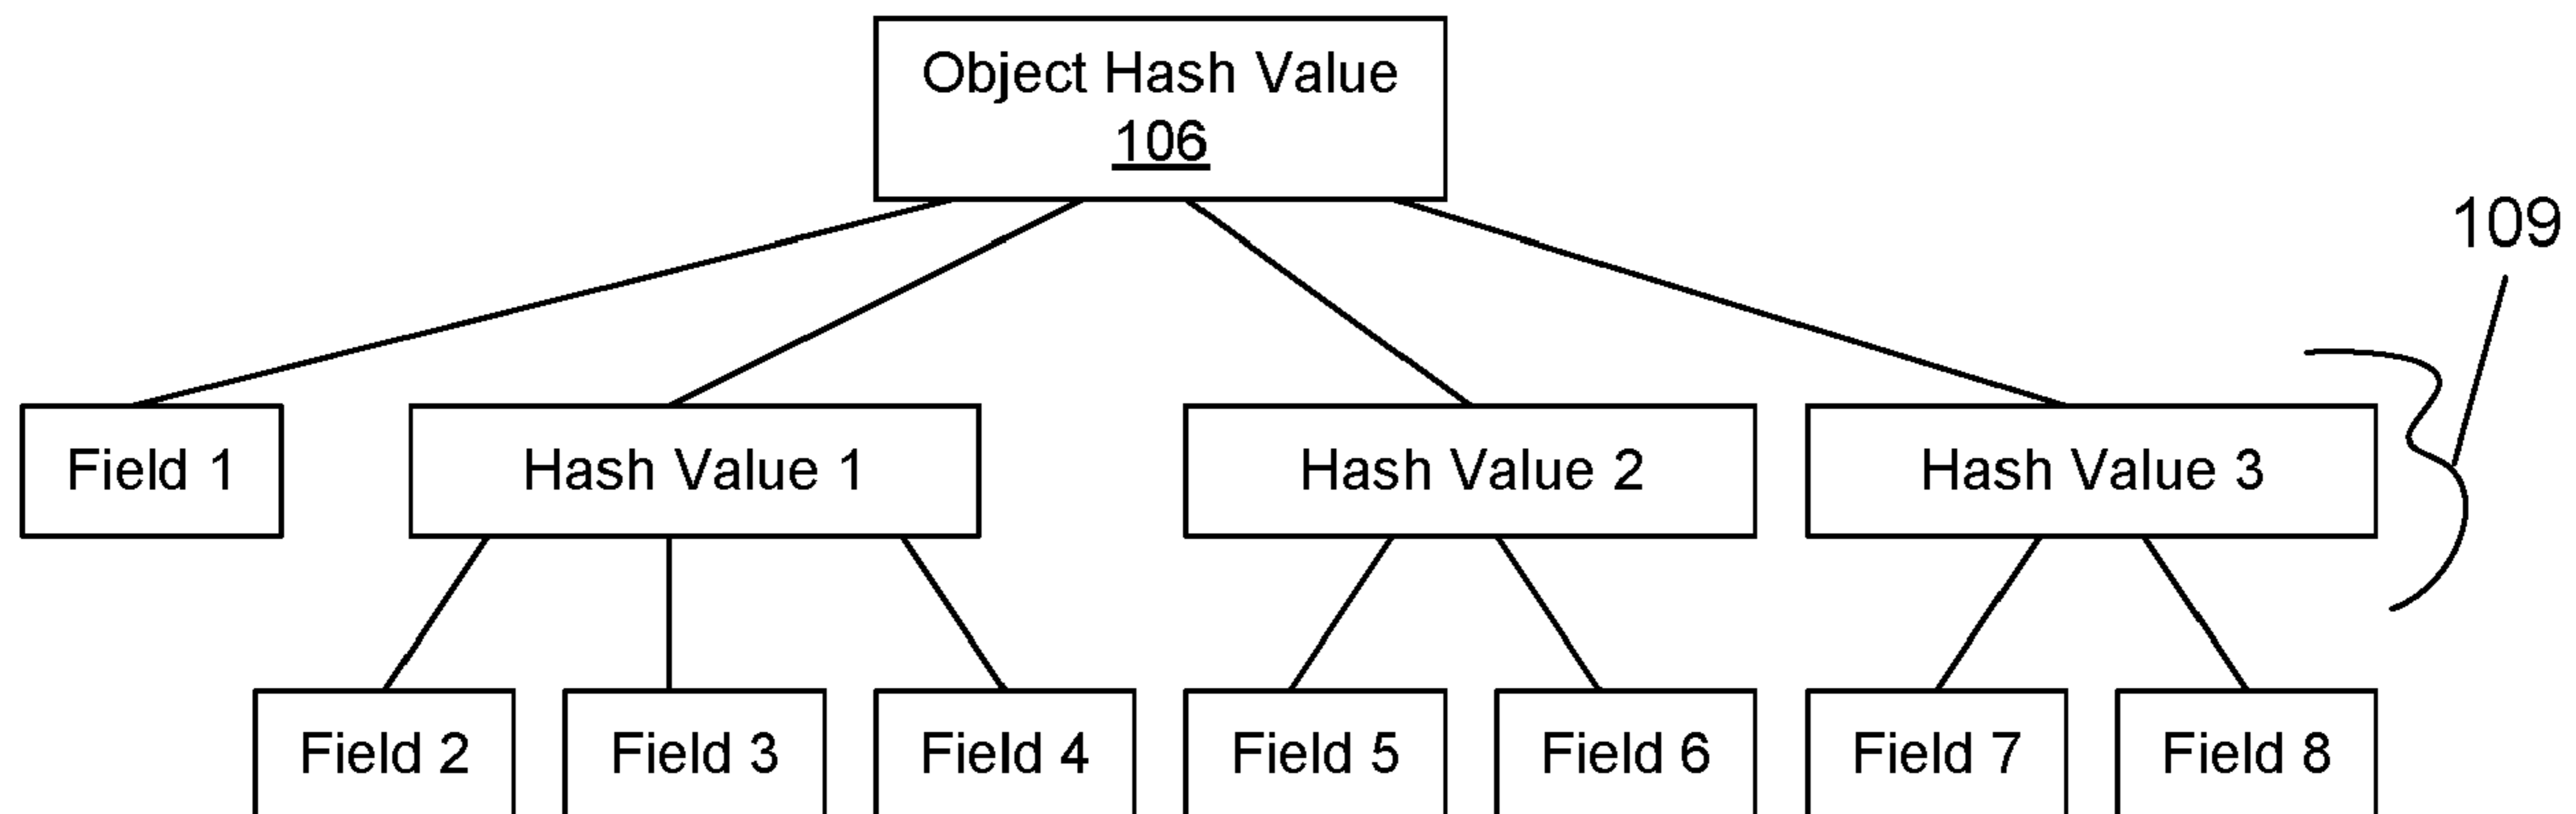 Object Hash Value
106
109
Field 1
Hash Value 1
Hash Value 2
Hash Value 3
Field 2
Field 3
Field 4
Field 5
Field 6
Field 7
Field 8